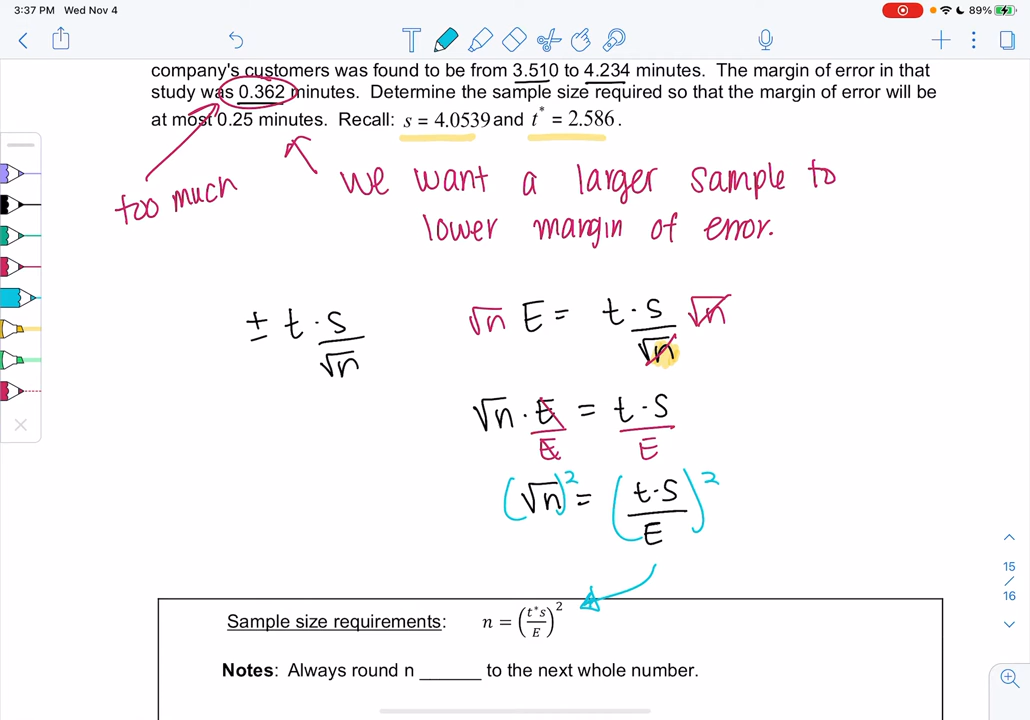 3:37 PM Wed Nov 4
89%
T
company's customers was found to be from 3.510 to 4.234 minutes. The margin of error in that
study was 0.362 minutes. Determine the sample size required so that the margin of error will be
at most 0.25 minutes. Recall: s = 4.0539 and t* = 2.586.
too much
We want a larger sample to
lower margin of error.
± t · s / √n
√n E = t · s / √n √n
√n · E / E = t · s / E
(√n)² = (t · s / E)²
15
/
16
Sample size requirements: n = (t*s / E)²
Notes: Always round n ______ to the next whole number.